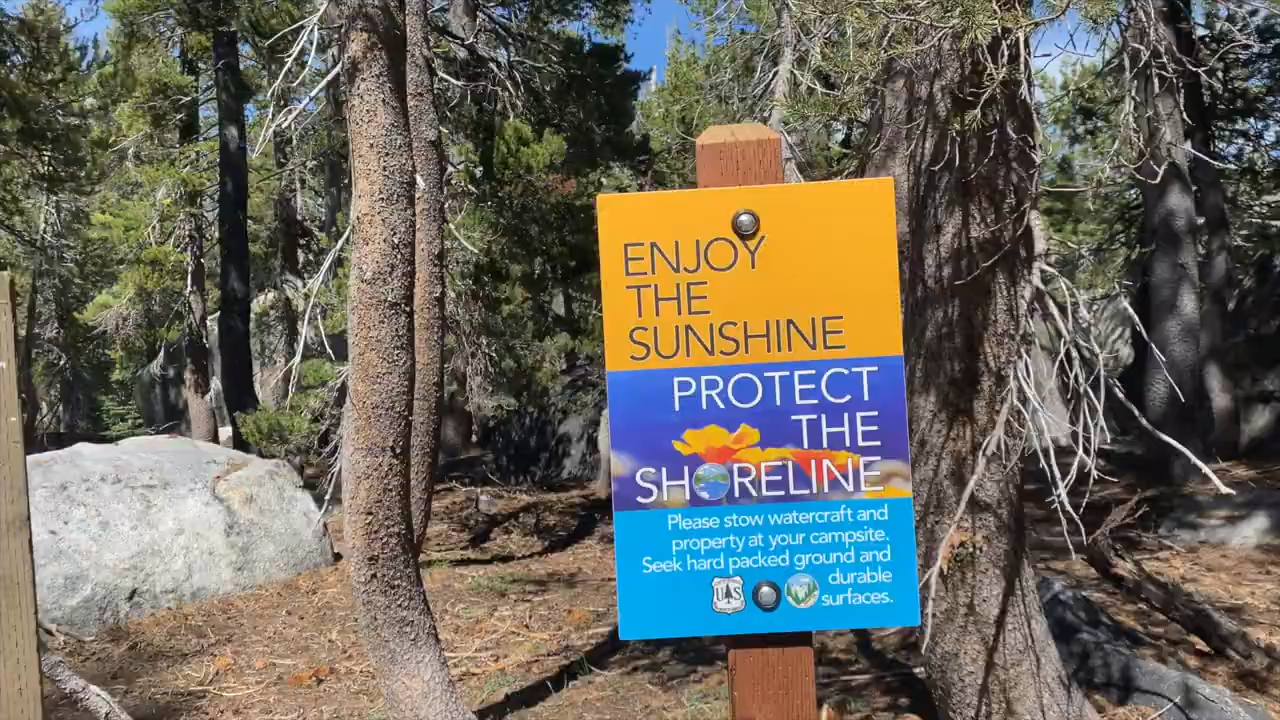 ENJOY
THE
SUNSHINE
PROTECT
THE
SHORELINE
Please stow watercraft and
property at your campsite.
Seek hard packed ground and
durable
surfaces.
US